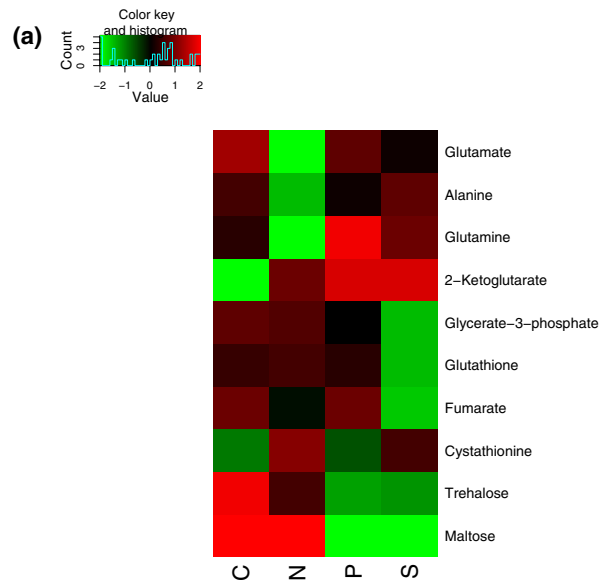 (a)
Color key
and histogram
Count
0 3
−2 −1 0 1 2
Value
Glutamate
Alanine
Glutamine
2−Ketoglutarate
Glycerate−3−phosphate
Glutathione
Fumarate
Cystathionine
Trehalose
Maltose
C N P S